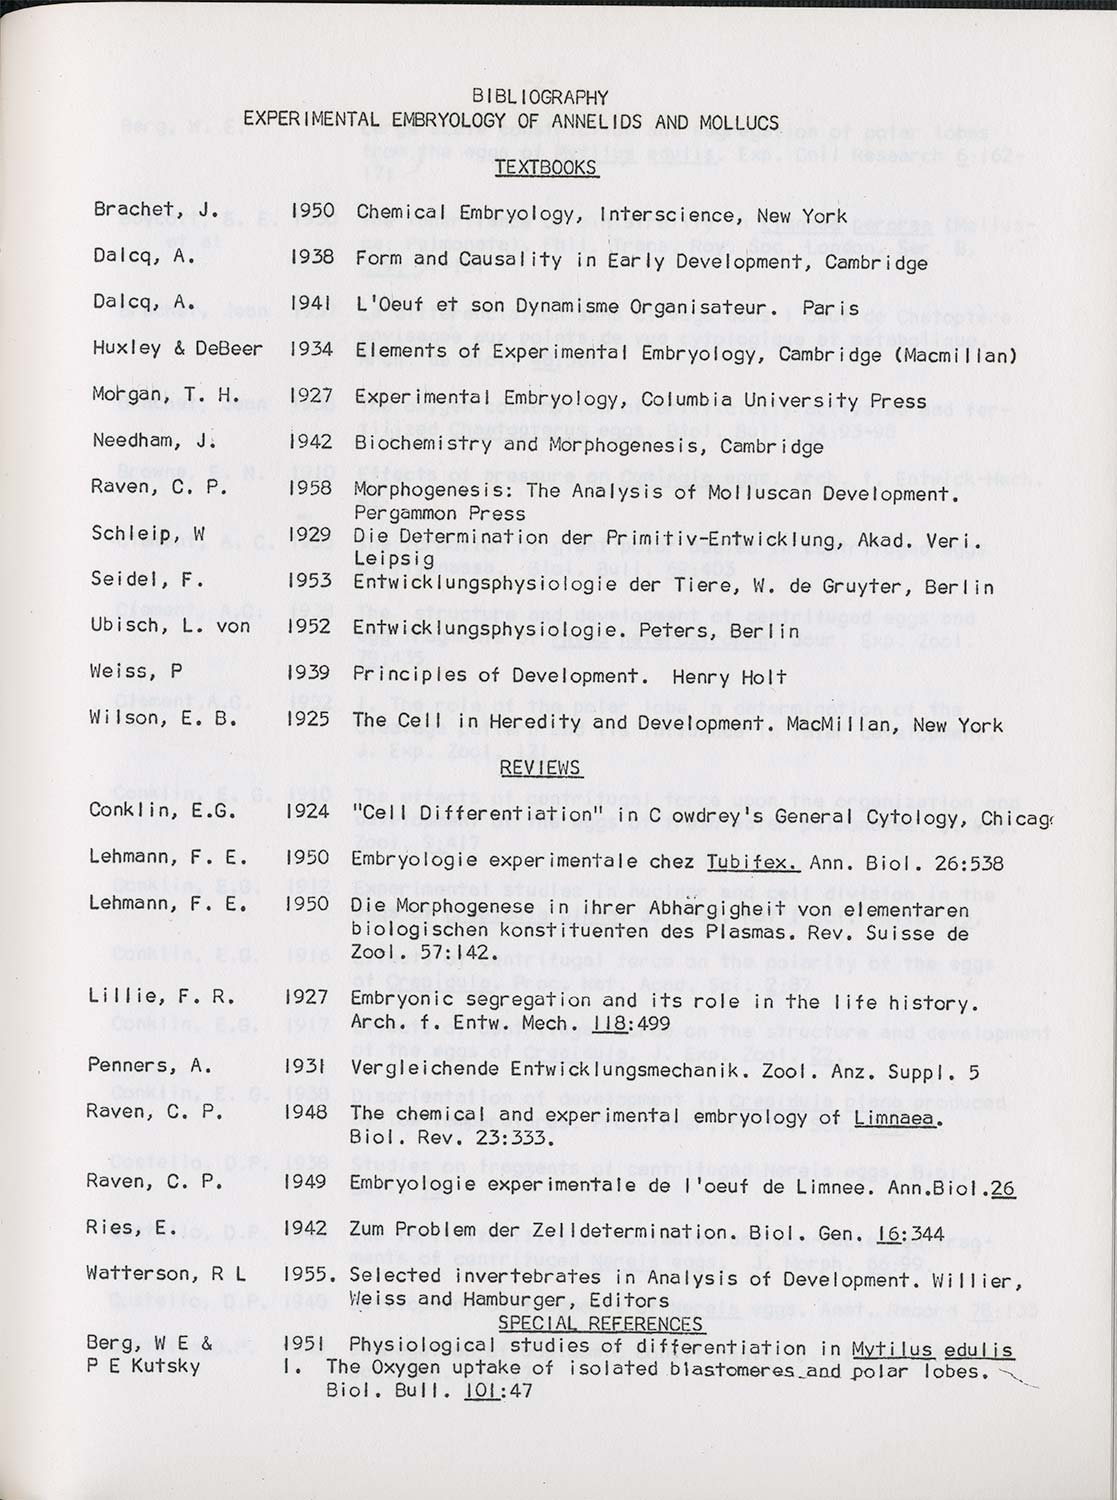 BIBLIOGRAPHY
EXPERIMENTAL EMBRYOLOGY OF ANNELIDS AND MOLLUCS
TEXTBOOKS
Brachet, J. 1950 Chemical Embryology, Interscience, New York
Dalcq, A. 1938 Form and Causality in Early Development, Cambridge
Dalcq, A. 1941 L'Oeuf et son Dynamisme Organisateur. Paris
Huxley & DeBeer 1934 Elements of Experimental Embryology, Cambridge (Macmillan)
Morgan, T. H. 1927 Experimental Embryology, Columbia University Press
Needham, J. 1942 Biochemistry and Morphogenesis, Cambridge
Raven, C. P. 1958 Morphogenesis: The Analysis of Molluscan Development.
Pergammon Press
Schleip, W 1929 Die Determination der Primitiv-Entwicklung, Akad. Veri.
Leipsig
Seidel, F. 1953 Entwicklungsphysiologie der Tiere, W. de Gruyter, Berlin
Ubisch, L. von 1952 Entwicklungsphysiologie. Peters, Berlin
Weiss, P 1939 Principles of Development. Henry Holt
Wilson, E. B. 1925 The Cell in Heredity and Development. MacMillan, New York
REVIEWS
Conklin, E.G. 1924 "Cell Differentiation" in C owdrey's General Cytology, Chicag
Lehmann, F. E. 1950 Embryologie experimentale chez Tubifex. Ann. Biol. 26:538
Lehmann, F. E. 1950 Die Morphogenese in ihrer Abhärgigheit von elementaren
biologischen konstituenten des Plasmas. Rev. Suisse de
Zool. 57:142.
Lillie, F. R. 1927 Embryonic segregation and its role in the life history.
Arch. f. Entw. Mech. 118:499
Penners, A. 1931 Vergleichende Entwicklungsmechanik. Zool. Anz. Suppl. 5
Raven, C. P. 1948 The chemical and experimental embryology of Limnaea.
Biol. Rev. 23:333.
Raven, C. P. 1949 Embryologie experimentale de l'oeuf de Limnee. Ann.Biol.26
Ries, E. 1942 Zum Problem der Zelldetermination. Biol. Gen. 16:344
Watterson, R L 1955. Selected invertebrates in Analysis of Development. Willier,
Weiss and Hamburger, Editors
SPECIAL REFERENCES
Berg, W E & 1951 Physiological studies of differentiation in Mytilus edulis
P E Kutsky I. The Oxygen uptake of isolated blastomeres and polar lobes.
Biol. Bull. 101:47